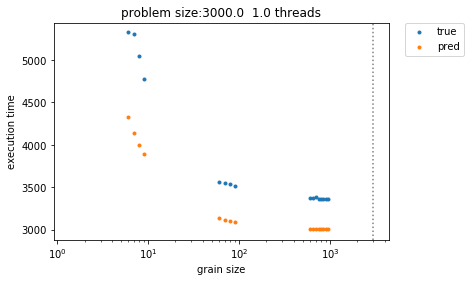 problem size:3000.0  1.0 threads
true
pred
5000
4500
4000
3500
3000
execution time
10^0
10^1
10^2
10^3
grain size